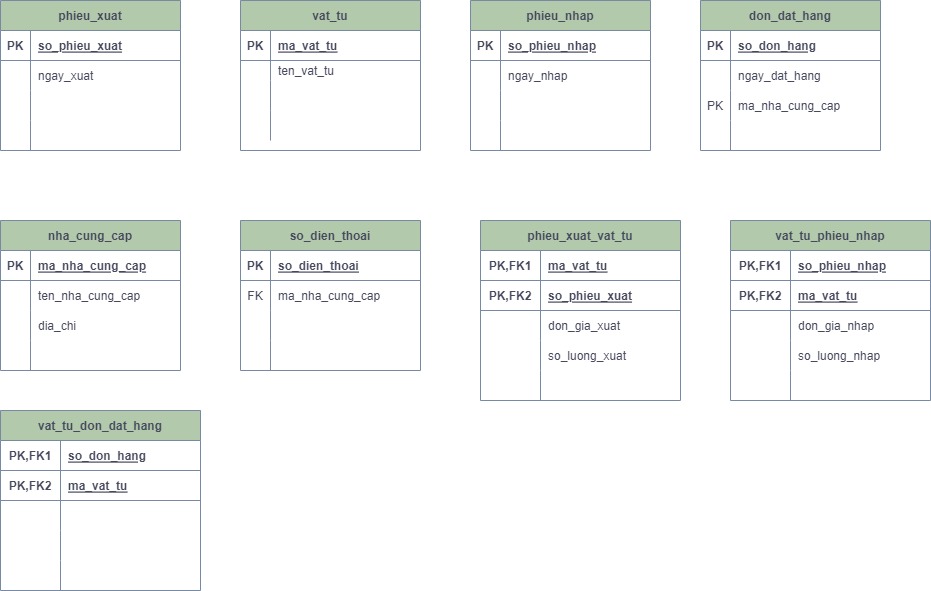 phieu_xuat
PK so_phieu_xuat
ngay_xuat
vat_tu
PK ma_vat_tu
ten_vat_tu
phieu_nhap
PK so_phieu_nhap
ngay_nhap
don_dat_hang
PK so_don_hang
ngay_dat_hang
PK ma_nha_cung_cap
nha_cung_cap
PK ma_nha_cung_cap
ten_nha_cung_cap
dia_chi
so_dien_thoai
PK so_dien_thoai
FK ma_nha_cung_cap
phieu_xuat_vat_tu
PK,FK1 ma_vat_tu
PK,FK2 so_phieu_xuat
don_gia_xuat
so_luong_xuat
vat_tu_phieu_nhap
PK,FK1 so_phieu_nhap
PK,FK2 ma_vat_tu
don_gia_nhap
so_luong_nhap
vat_tu_don_dat_hang
PK,FK1 so_don_hang
PK,FK2 ma_vat_tu